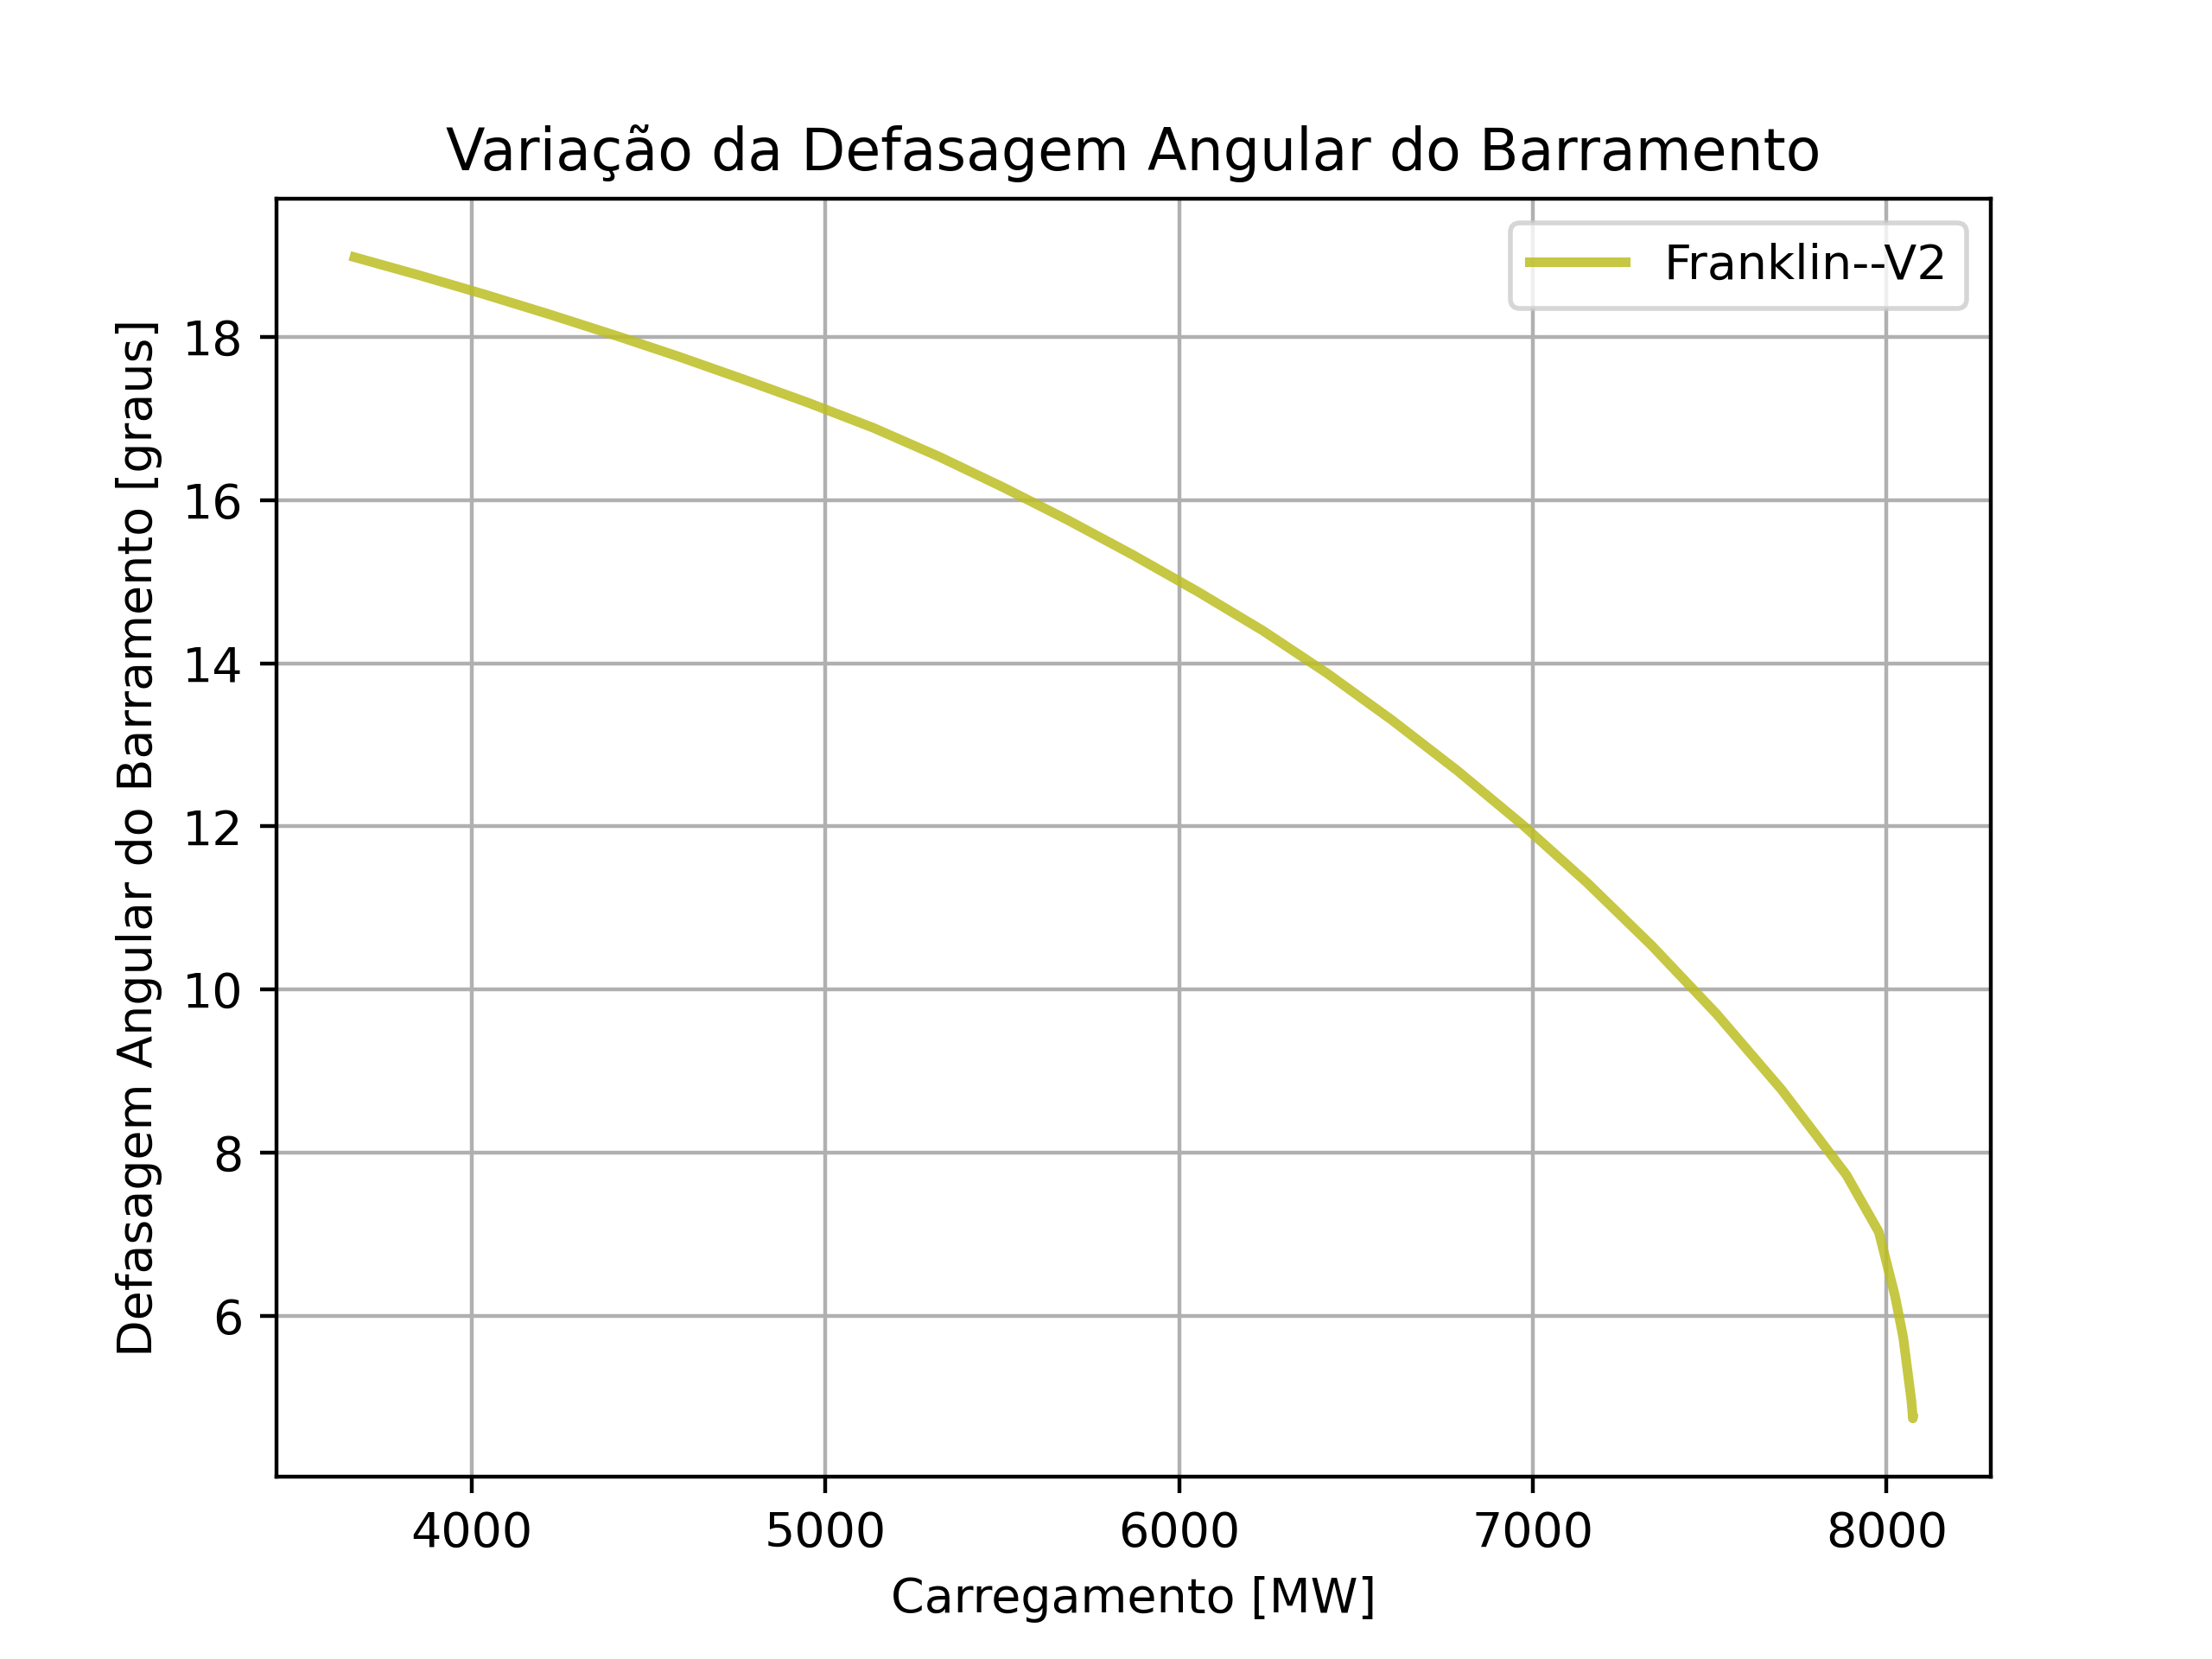 Variação da Defasagem Angular do Barramento
Franklin--V2
Defasagem Angular do Barramento [graus]
18
16
14
12
10
8
6
4000 5000 6000 7000 8000
Carregamento [MW]